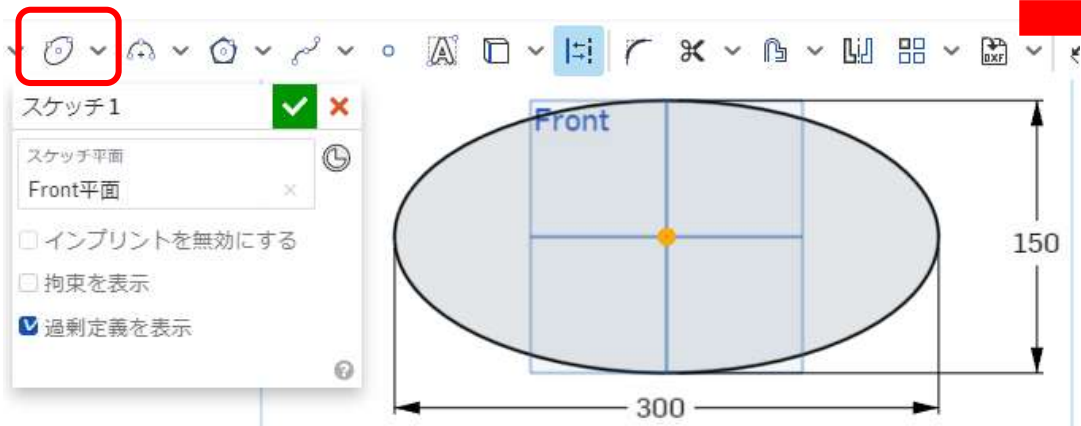 A
DXF
スケッチ 1
スケッチ平面
Front平面
インプリントを無効にする
拘束を表示
過剰定義を表示
Front
150
300